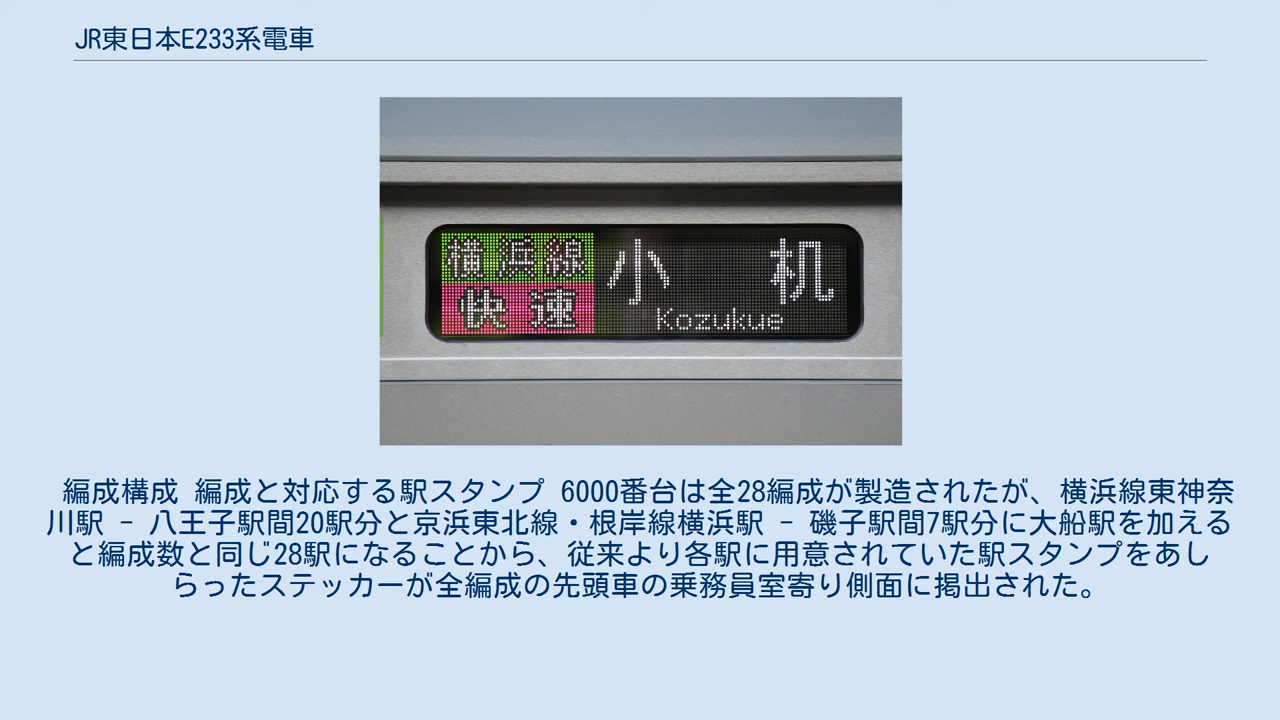 JR東日本E233系電車
横浜線
快速
小机
Kozukue
編成構成 編成と対応する駅スタンプ 6000番台は全28編成が製造されたが、横浜線東神奈
川駅 - 八王子駅間20駅分と京浜東北線・根岸線横浜駅 - 磯子駅間7駅分に大船駅を加える
と編成数と同じ28駅になることから、従来より各駅に用意されていた駅スタンプをあし
らったステッカーが全編成の先頭車の乗務員室寄り側面に掲出された。